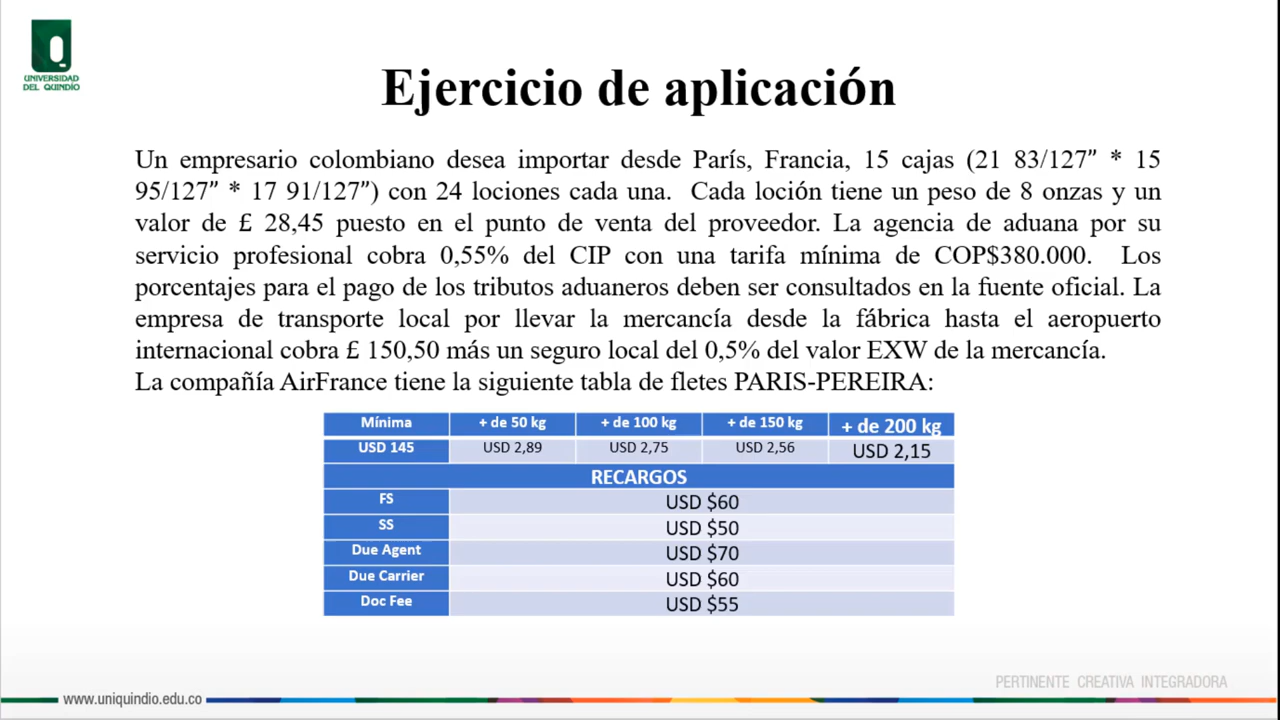 UNIVERSIDAD
DEL QUINDÍO
Ejercicio de aplicación
Un empresario colombiano desea importar desde París, Francia, 15 cajas (21 83/127” * 15
95/127” * 17 91/127”) con 24 lociones cada una. Cada loción tiene un peso de 8 onzas y un
valor de £ 28,45 puesto en el punto de venta del proveedor. La agencia de aduana por su
servicio profesional cobra 0,55% del CIP con una tarifa mínima de COP$380.000. Los
porcentajes para el pago de los tributos aduaneros deben ser consultados en la fuente oficial. La
empresa de transporte local por llevar la mercancía desde la fábrica hasta el aeropuerto
internacional cobra £ 150,50 más un seguro local del 0,5% del valor EXW de la mercancía.
La compañía AirFrance tiene la siguiente tabla de fletes PARIS-PEREIRA:
Mínima + de 50 kg + de 100 kg + de 150 kg + de 200 kg
USD 145 USD 2,89 USD 2,75 USD 2,56 USD 2,15
RECARGOS
FS USD $60
SS USD $50
Due Agent USD $70
Due Carrier USD $60
Doc Fee USD $55
PERTINENTE CREATIVA INTEGRADORA
www.uniquindio.edu.co